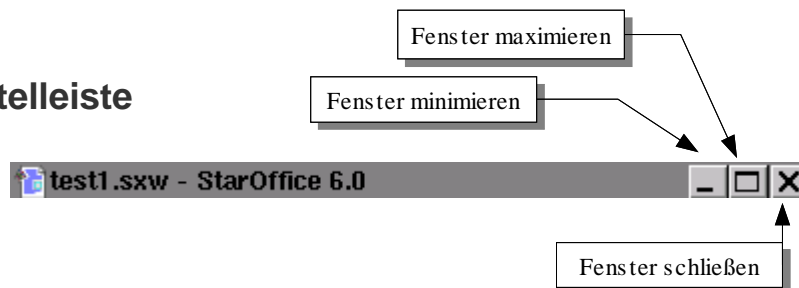 Fenster maximieren
telleiste
Fenster minimieren
test1.sxw - StarOffice 6.0
Fenster schließen